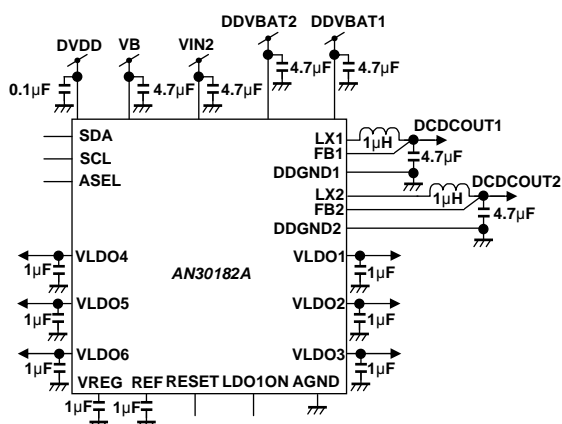 DDVBAT2 DDVBAT1
DVDD VB VIN2
4.7µF 4.7µF
0.1µF 4.7µF 4.7µF
SDA LX1 DCDCOUT1
SCL FB1 1µH 4.7µF
ASEL DDGND1
LX2 DCDCOUT2
FB2 1µH 4.7µF
DDGND2
VLDO4 VLDO1
1µF AN30182A 1µF
VLDO5 VLDO2
1µF 1µF
VLDO6 VLDO3
1µF 1µF
VREG REF RESET LDO1ON AGND
1µF 1µF